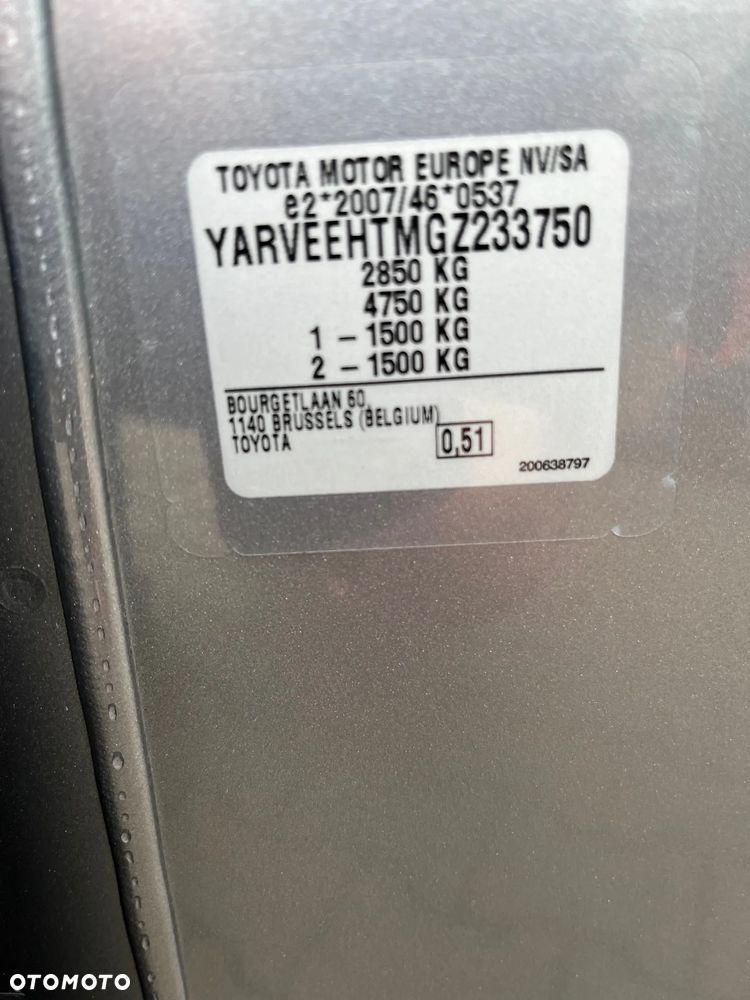 TOYOTA MOTOR EUROPE NV/SA
e2*2007/46*0537
YARVEEHTMGZ233750
2850 KG
4750 KG
1 - 1500 KG
2 - 1500 KG
BOURGETLAAN 60,
1140 BRUSSELS (BELGIUM)
TOYOTA
0,51
200638797
OTOMOTO